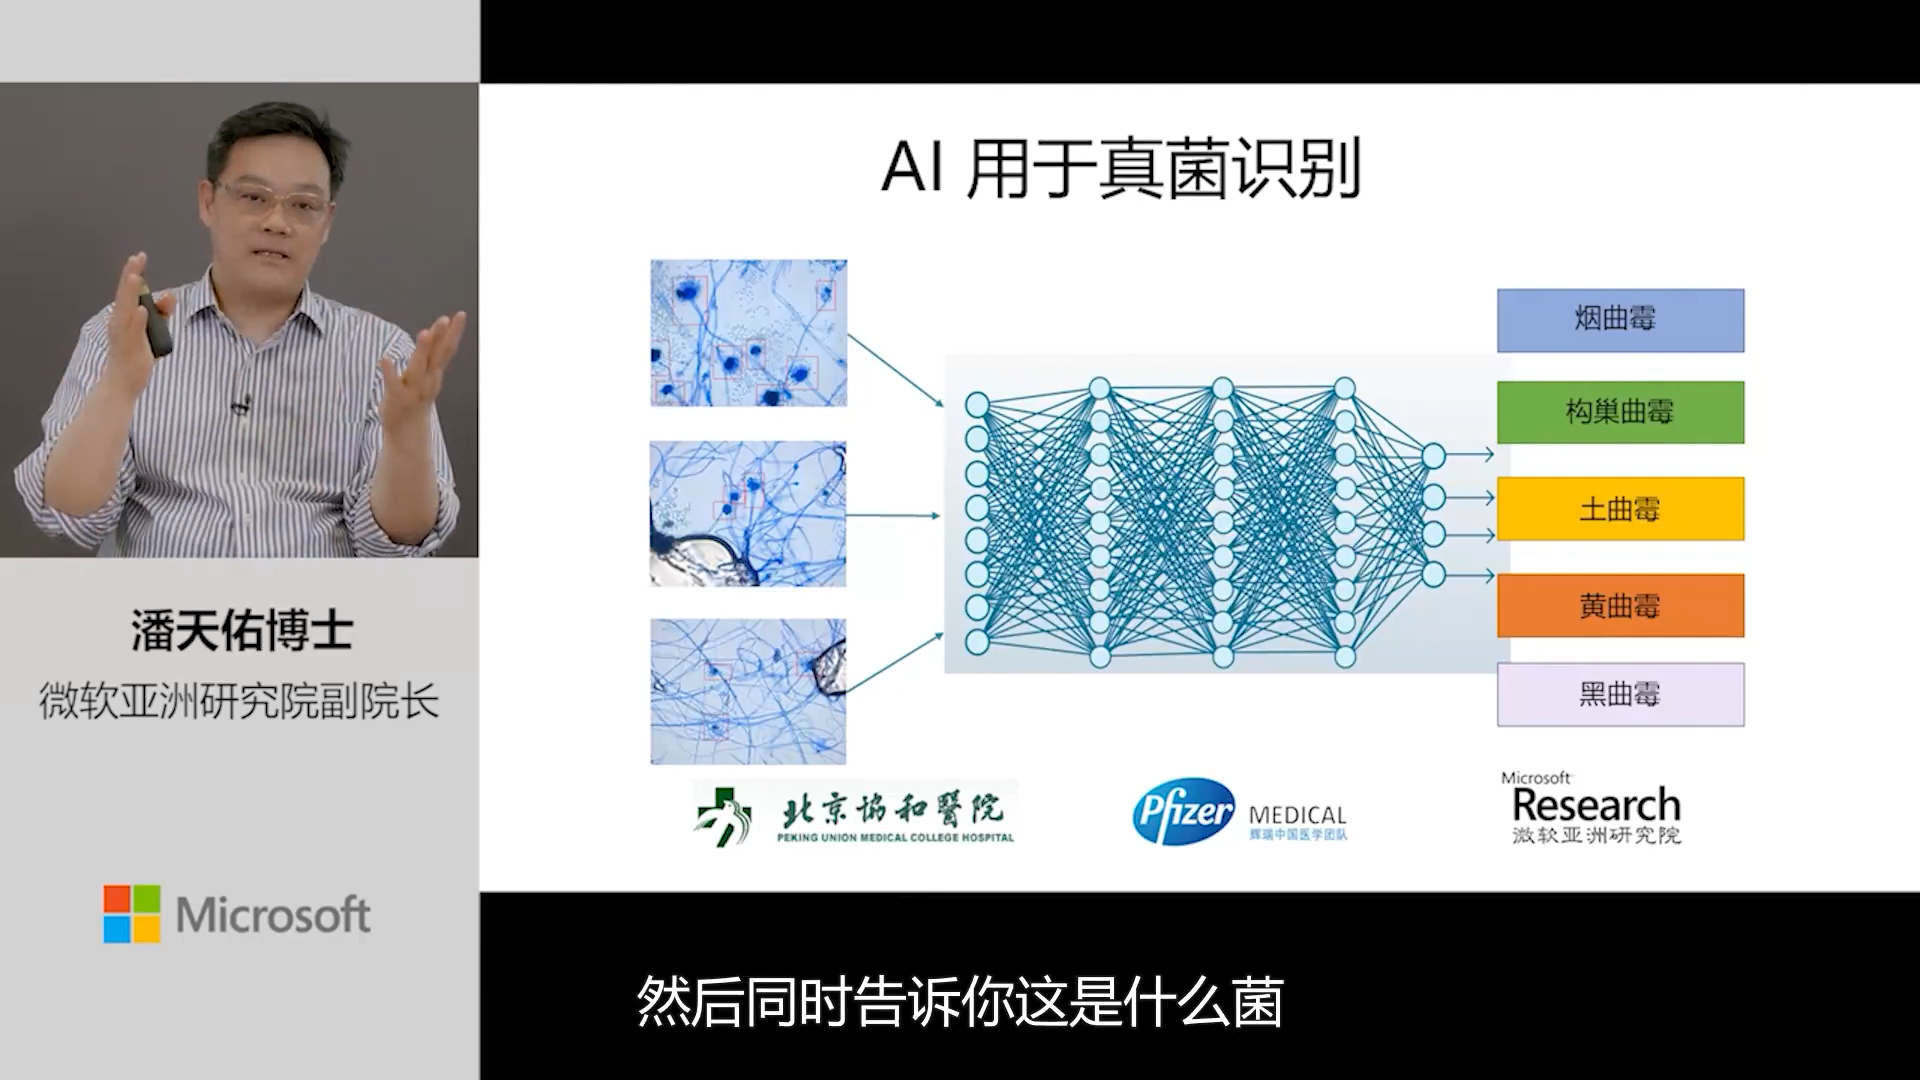 AI 用于真菌识别
烟曲霉
构巢曲霉
土曲霉
黄曲霉
黑曲霉
北京協和醫院
PEKING UNION MEDICAL COLLEGE HOSPITAL
Pfizer
MEDICAL
辉瑞中国医学团队
Microsoft
Research
微软亚洲研究院
潘天佑博士
微软亚洲研究院副院长
Microsoft
然后同时告诉你这是什么菌